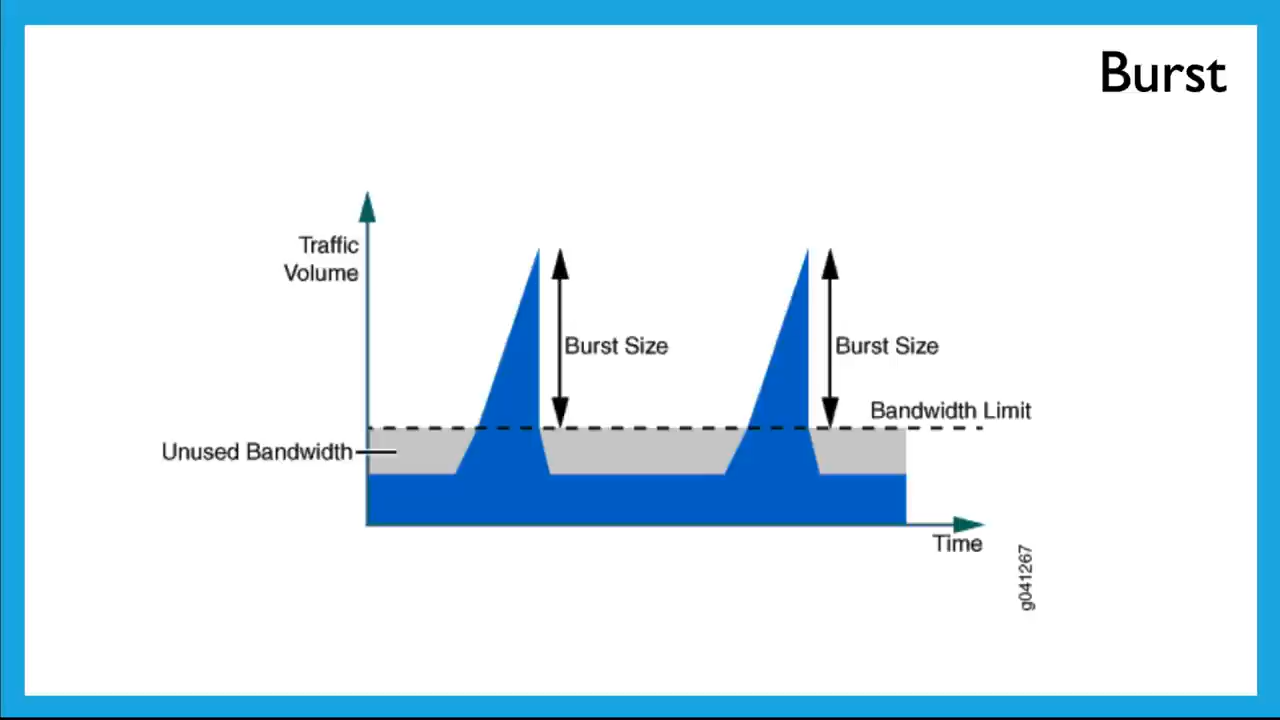 Burst
Traffic
Volume
Burst Size
Burst Size
Bandwidth Limit
Unused Bandwidth
Time
g041267